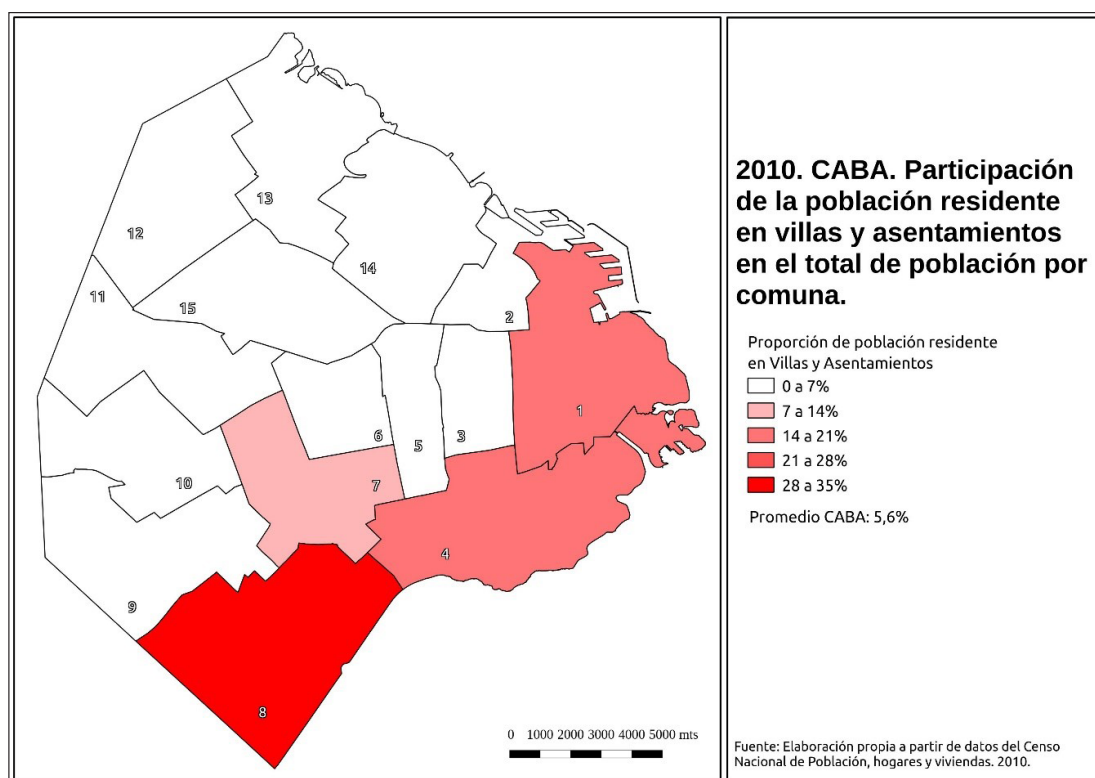 2010. CABA. Participación
de la población residente
en villas y asentamientos
en el total de población por
comuna.
Proporción de población residente
en Villas y Asentamientos
0 a 7%
7 a 14%
14 a 21%
21 a 28%
28 a 35%
Promedio CABA: 5,6%
13
12
14
11
15
2
1
6
5
3
10
7
4
9
8
0 1000 2000 3000 4000 5000 mts
Fuente: Elaboración propia a partir de datos del Censo
Nacional de Población, hogares y viviendas. 2010.